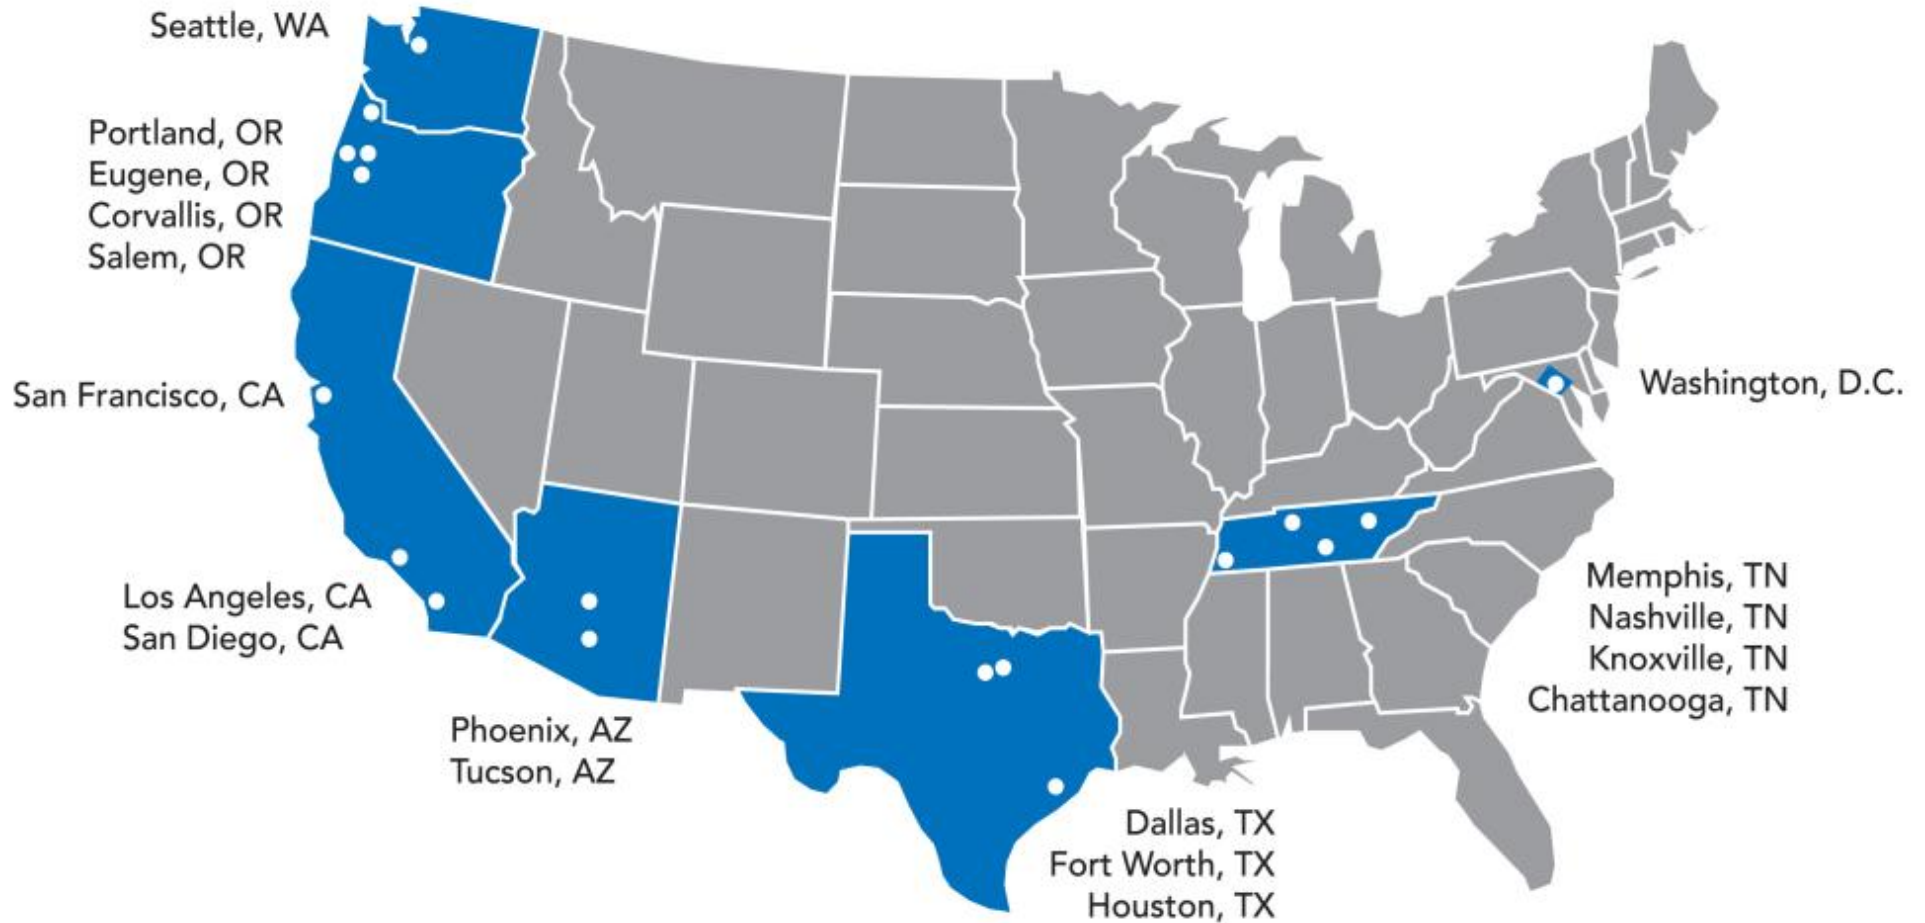 Seattle, WA
Portland, OR
Eugene, OR
Corvallis, OR
Salem, OR
San Francisco, CA
Washington, D.C.
Los Angeles, CA
San Diego, CA
Memphis, TN
Nashville, TN
Knoxville, TN
Chattanooga, TN
Phoenix, AZ
Tucson, AZ
Dallas, TX
Fort Worth, TX
Houston, TX